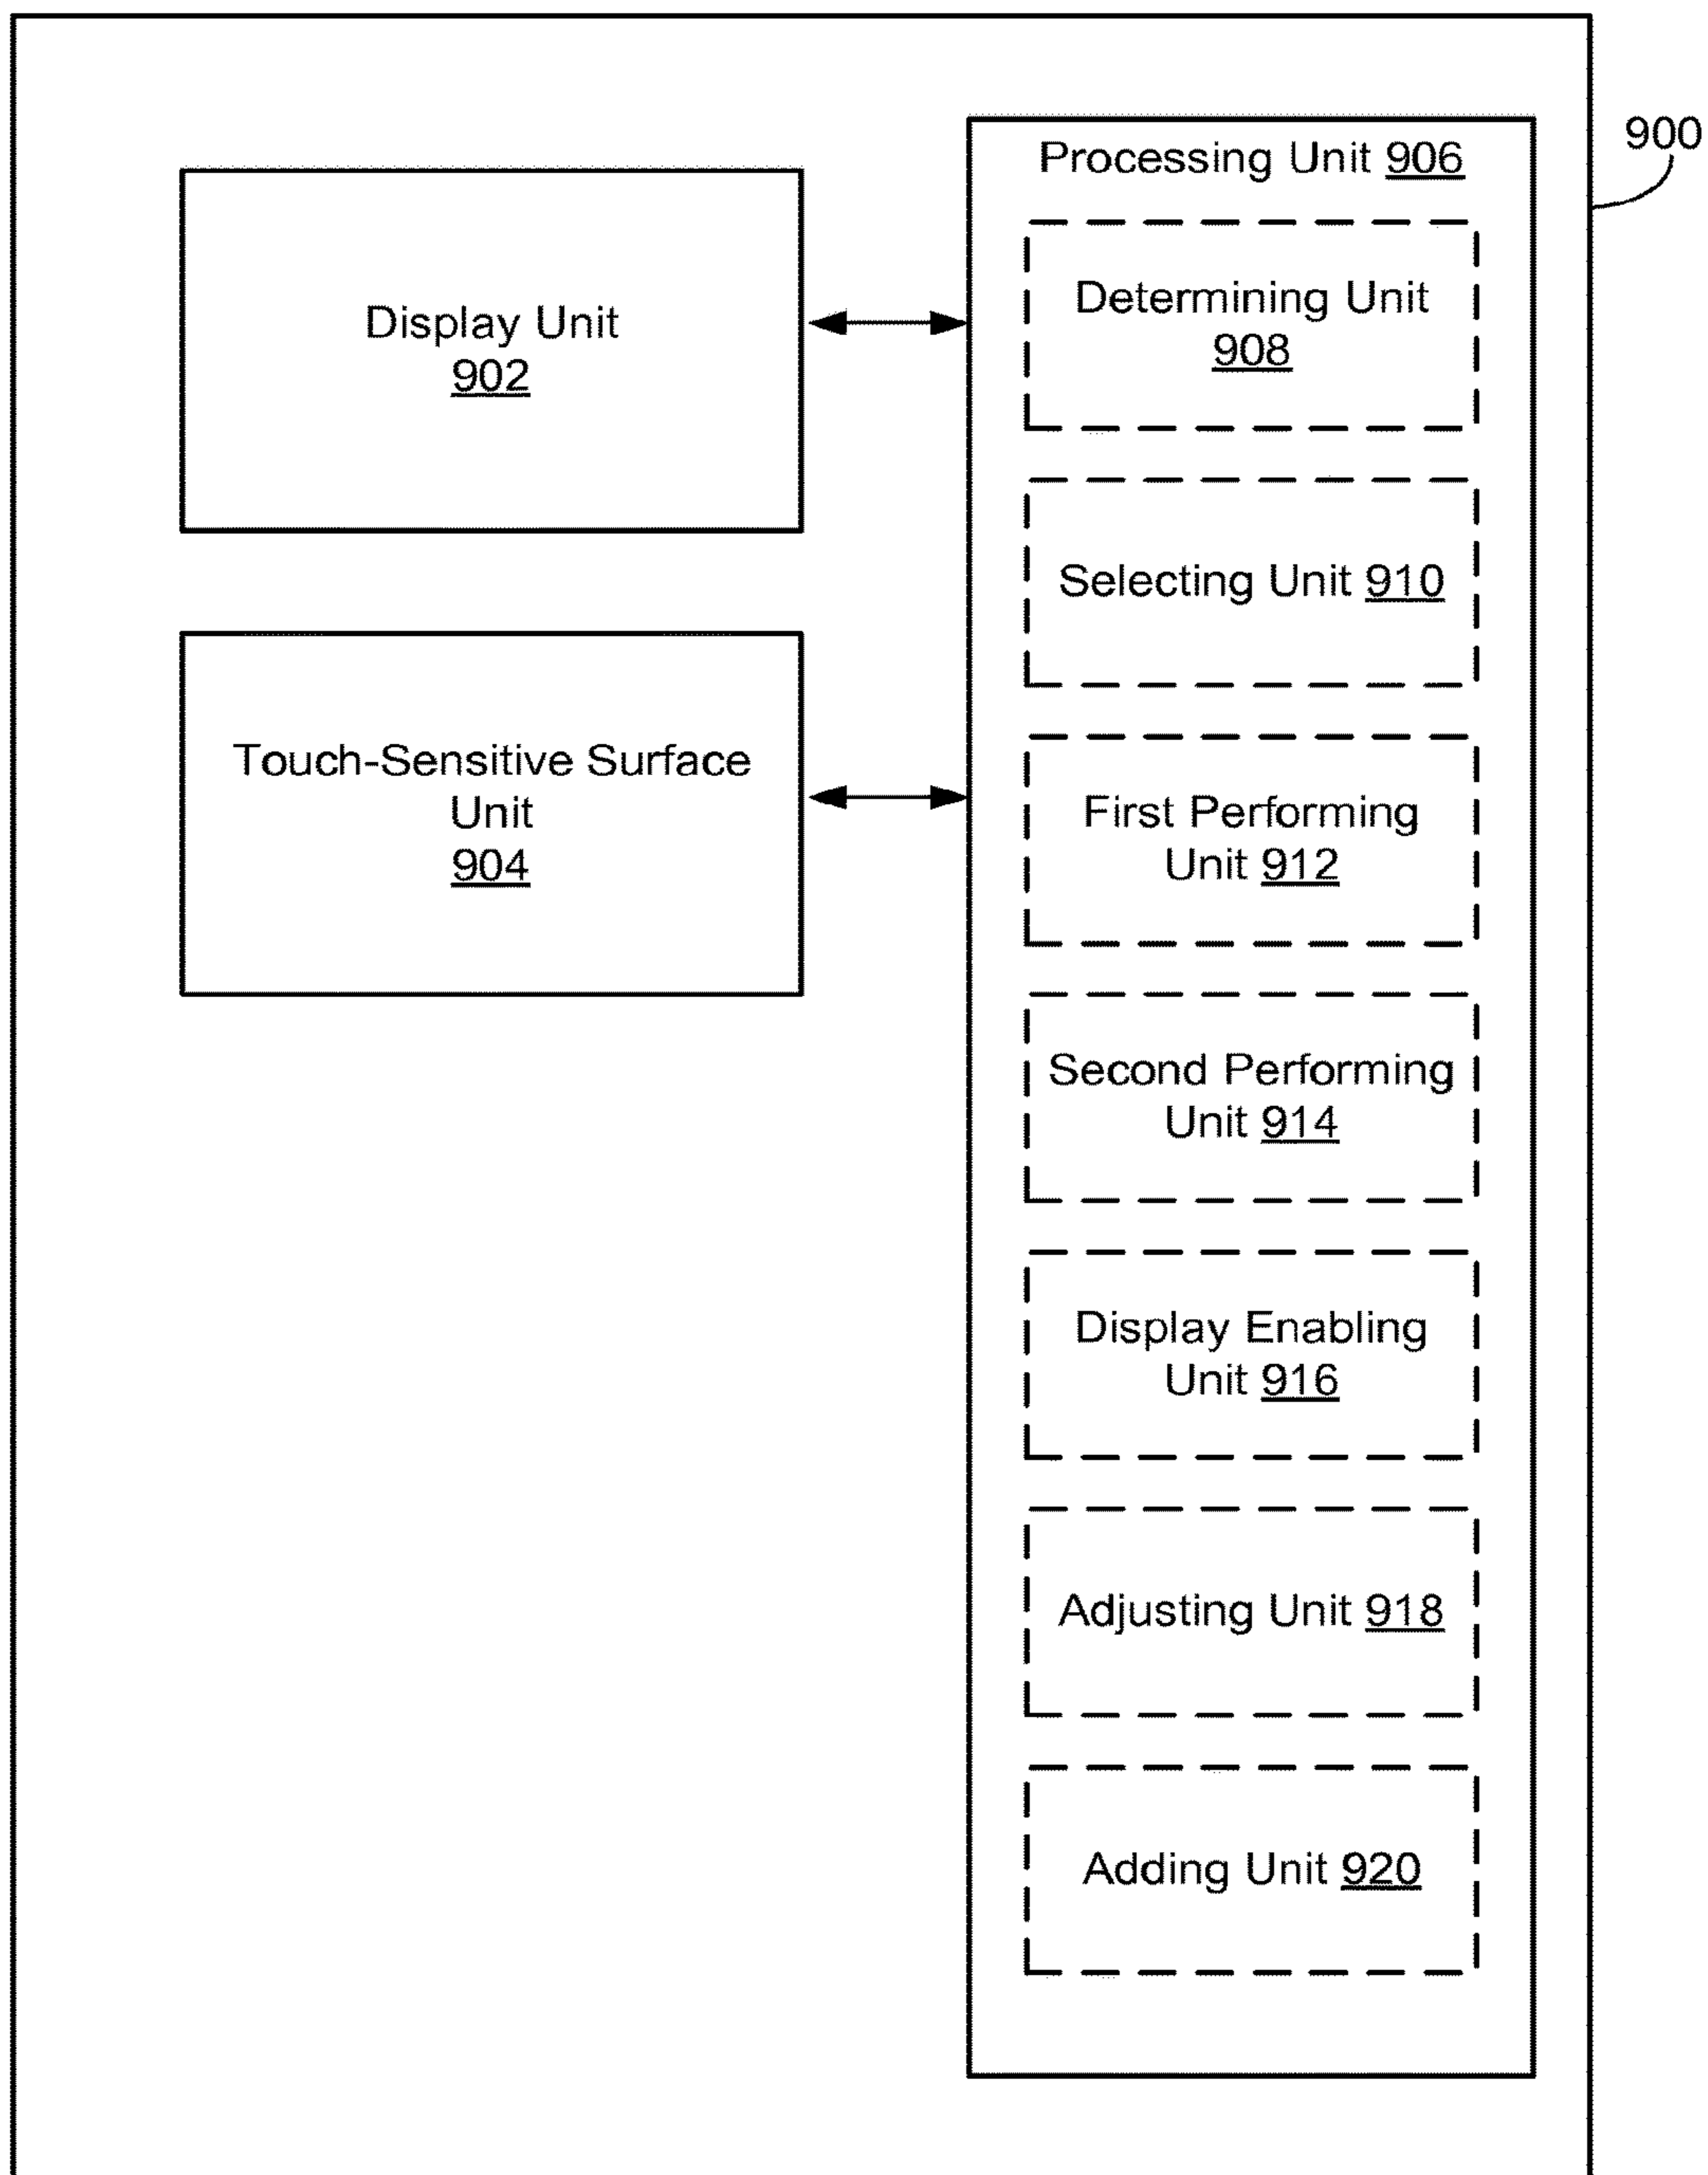 900
Display Unit
902
Touch-Sensitive Surface
Unit
904
Processing Unit 906
Determining Unit
908
Selecting Unit 910
First Performing
Unit 912
Second Performing
Unit 914
Display Enabling
Unit 916
Adjusting Unit 918
Adding Unit 920